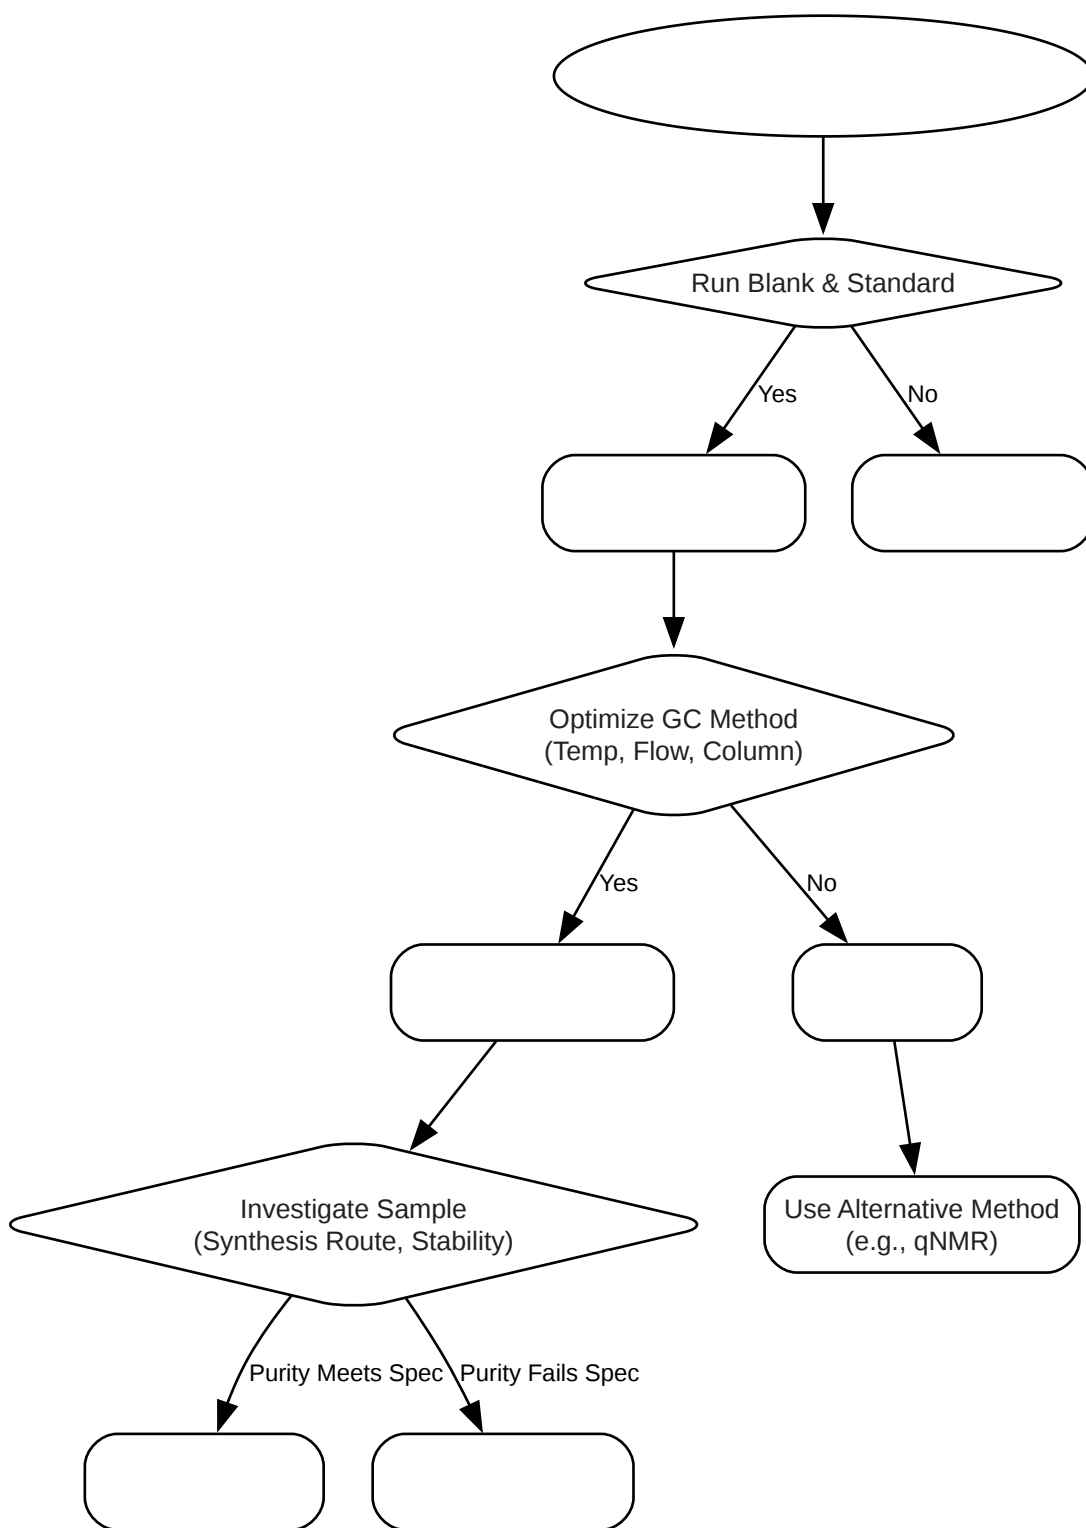 Run Blank & Standard
Yes
No
Optimize GC Method
(Temp, Flow, Column)
Yes
No
Investigate Sample
(Synthesis Route, Stability)
Use Alternative Method
(e.g., qNMR)
Purity Meets Spec
Purity Fails Spec